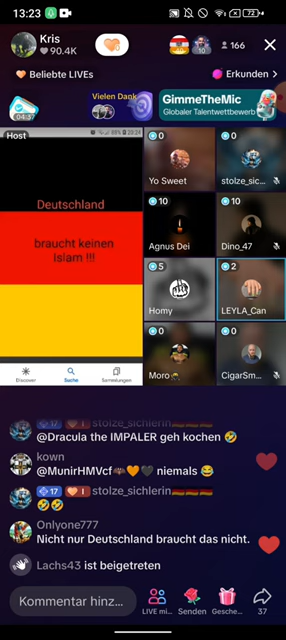 13:23
72
Kris
90.4K
10
166
Beliebte LIVEs
Erkunden
04:37
Vielen Dank
GimmeTheMic
Globaler Talentwettbewerb
Host
Deutschland
braucht keinen
Islam !!!
Discover
Suche
Sammelungen
0
Yo Sweet
0
stolze_sic...
10
Agnus Dei
10
Dino_47
5
Homy
2
LEYLA_Can
0
Moro
0
CigarSm...
17 I stolze_sichlerin
@Dracula the IMPALER geh kochen 🤣
kown
@MunirHMVcf🦇🧡🖤 niemals 😂
17 I stolze_sichlerin
🤣🤣
Onlyone777
Nicht nur Deutschland braucht das nicht.
Lachs43 ist beigetreten
Kommentar hinz...
LIVE mi...
Senden
Gesche...
37